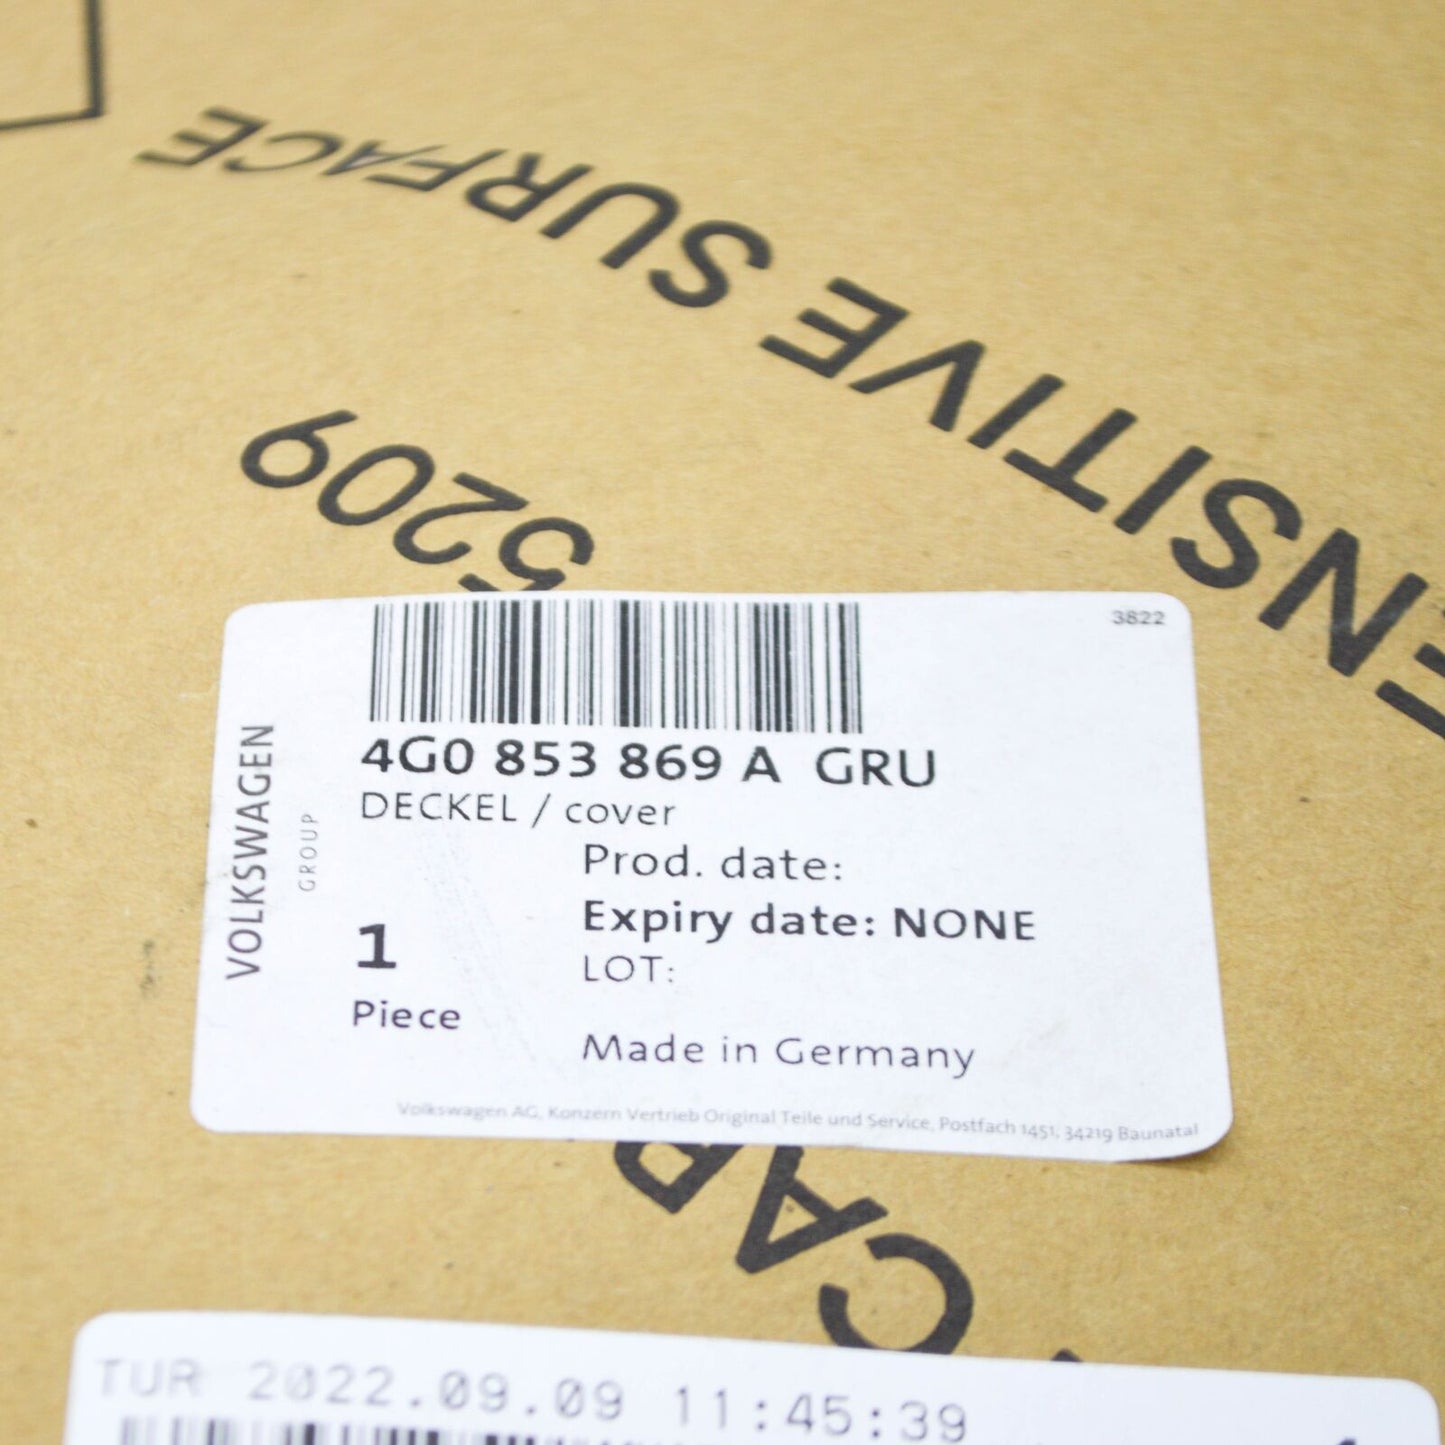 SENSITIVE SURFACE
5209
3822
VOLKSWAGEN
GROUP
4G0 853 869 A GRU
DECKEL / cover
Prod. date:
Expiry date: NONE
1
LOT:
Piece
Made in Germany
Volkswagen AG, Konzern Vertrieb Original Teile und Service, Postfach 1451, 34219 Baunatal
CAR
TUR 2022.09.09 11:45:39